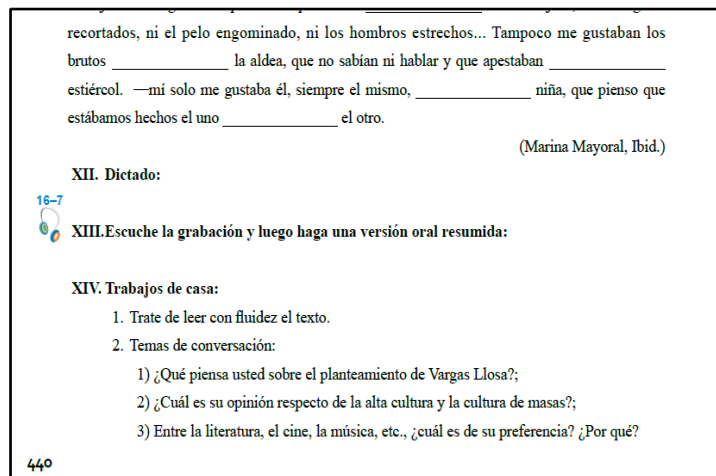 recortados, ni el pelo engominado, ni los hombros estrechos... Tampoco me gustaban los
brutos ____________ la aldea, que no sabían ni hablar y que apestaban ____________
estiércol. —mí solo me gustaba él, siempre el mismo, ____________ niña, que pienso que
estábamos hechos el uno ____________ el otro.
(Marina Mayoral, Ibid.)
XII. Dictado:
16–7
XIII.Escuche la grabación y luego haga una versión oral resumida:
XIV. Trabajos de casa:
1. Trate de leer con fluidez el texto.
2. Temas de conversación:
1) ¿Qué piensa usted sobre el planteamiento de Vargas Llosa?;
2) ¿Cuál es su opinión respecto de la alta cultura y la cultura de masas?;
3) Entre la literatura, el cine, la música, etc., ¿cuál es de su preferencia? ¿Por qué?
440